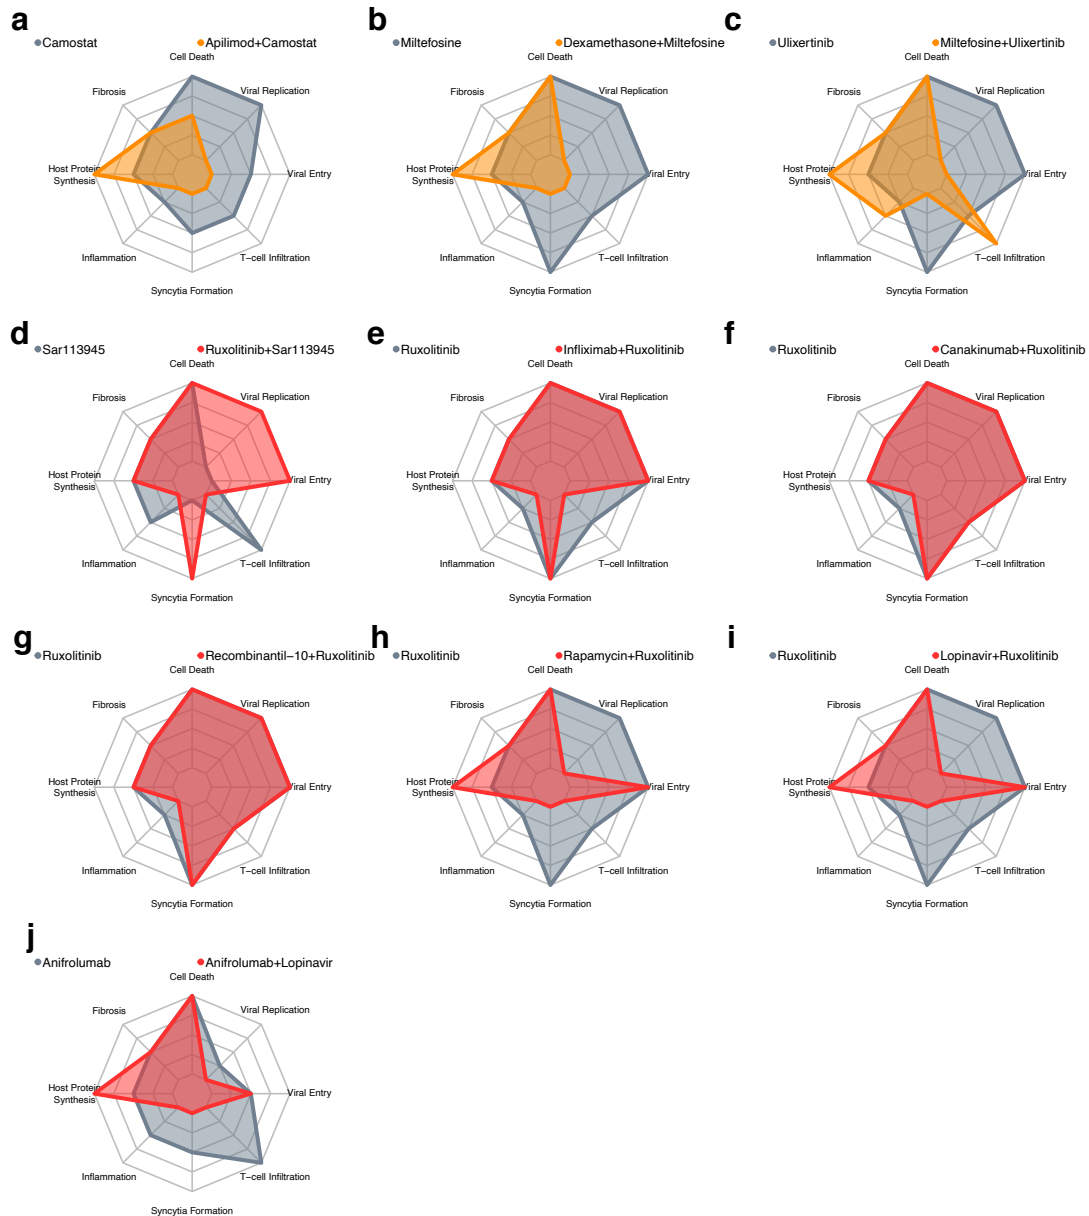 a
Camostat
Apilimod+Camostat
Cell Death
Fibrosis
Viral Replication
Host Protein
Synthesis
Viral Entry
Inflammation
T-cell Infiltration
Syncytia Formation
b
Miltefosine
Dexamethasone+Miltefosine
Cell Death
Fibrosis
Viral Replication
Host Protein
Synthesis
Viral Entry
Inflammation
T-cell Infiltration
Syncytia Formation
c
Ulixertinib
Miltefosine+Ulixertinib
Cell Death
Fibrosis
Viral Replication
Host Protein
Synthesis
Viral Entry
Inflammation
T-cell Infiltration
Syncytia Formation
d
Sar113945
Ruxolitinib+Sar113945
Cell Death
Fibrosis
Viral Replication
Host Protein
Synthesis
Viral Entry
Inflammation
T-cell Infiltration
Syncytia Formation
e
Ruxolitinib
Infliximab+Ruxolitinib
Cell Death
Fibrosis
Viral Replication
Host Protein
Synthesis
Viral Entry
Inflammation
T-cell Infiltration
Syncytia Formation
f
Ruxolitinib
Canakinumab+Ruxolitinib
Cell Death
Fibrosis
Viral Replication
Host Protein
Synthesis
Viral Entry
Inflammation
T-cell Infiltration
Syncytia Formation
g
Ruxolitinib
Recombinantil-10+Ruxolitinib
Cell Death
Fibrosis
Viral Replication
Host Protein
Synthesis
Viral Entry
Inflammation
T-cell Infiltration
Syncytia Formation
h
Ruxolitinib
Rapamycin+Ruxolitinib
Cell Death
Fibrosis
Viral Replication
Host Protein
Synthesis
Viral Entry
Inflammation
T-cell Infiltration
Syncytia Formation
i
Ruxolitinib
Lopinavir+Ruxolitinib
Cell Death
Fibrosis
Viral Replication
Host Protein
Synthesis
Viral Entry
Inflammation
T-cell Infiltration
Syncytia Formation
j
Anifrolumab
Anifrolumab+Lopinavir
Cell Death
Fibrosis
Viral Replication
Host Protein
Synthesis
Viral Entry
Inflammation
T-cell Infiltration
Syncytia Formation